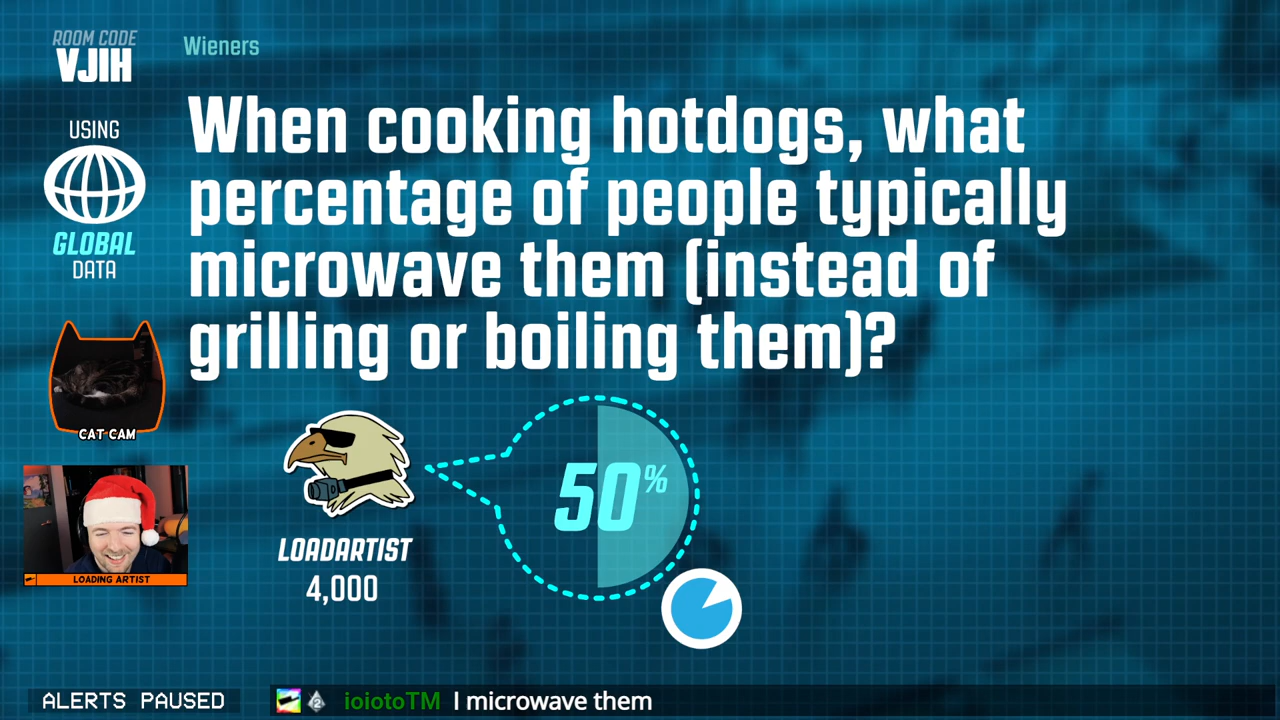 ROOM CODE
VJIH
Wieners
When cooking hotdogs, what
percentage of people typically
microwave them (instead of
grilling or boiling them)?
USING
GLOBAL
DATA
CAT CAM
50%
LOADARTIST
4,000
LOADING ARTIST
ALERTS PAUSED
2
ioiotoTM I microwave them